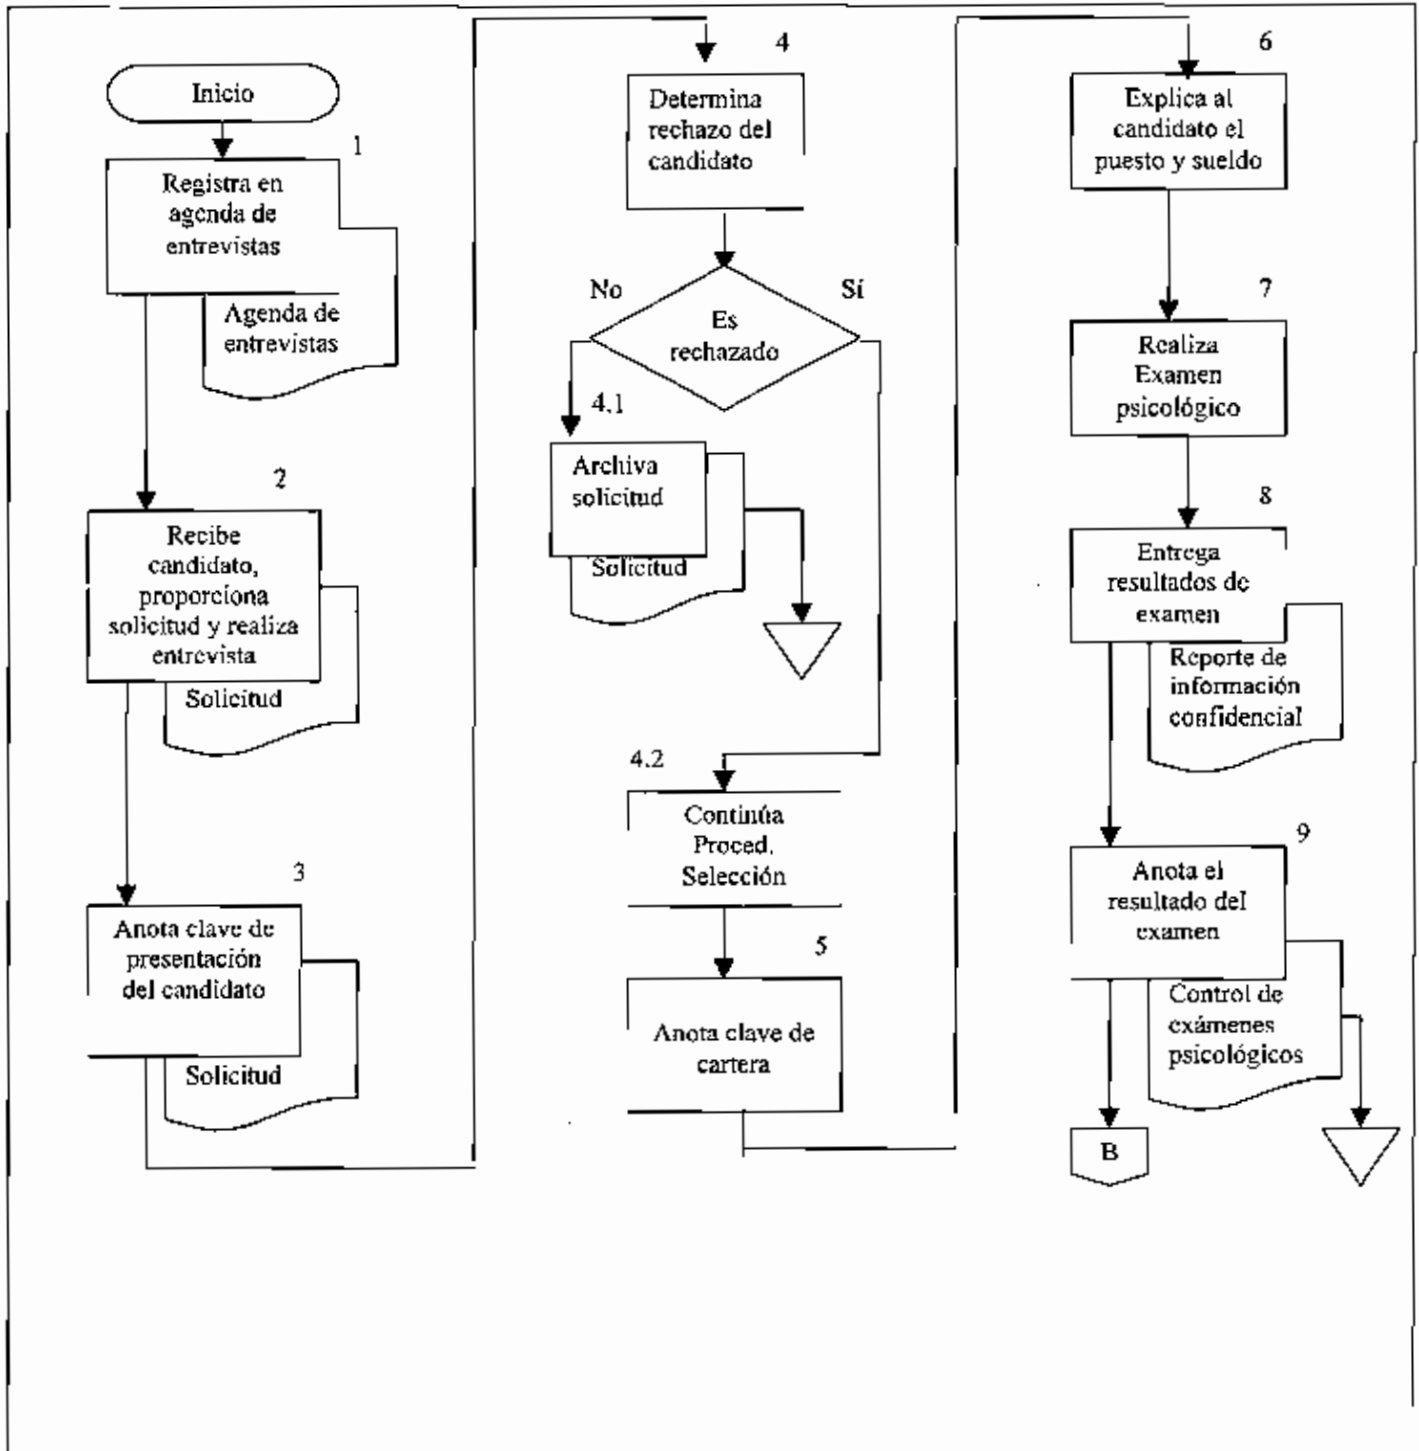 Inicio
1
Registra en
agenda de
entrevistas
Agenda de
entrevistas
2
Recibe
candidato,
proporciona
solicitud y realiza
entrevista
Solicitud
3
Anota clave de
presentación
del candidato
Solicitud
4
Determina
rechazo del
candidato
No
Sí
Es
rechazado
4.1
Archiva
solicitud
Solicitud
4.2
Continúa
Proced.
Selección
5
Anota clave de
cartera
6
Explica al
candidato el
puesto y sueldo
7
Realiza
Examen
psicológico
8
Entrega
resultados de
examen
Reporte de
información
confidencial
9
Anota el
resultado del
examen
Control de
exámenes
psicológicos
B